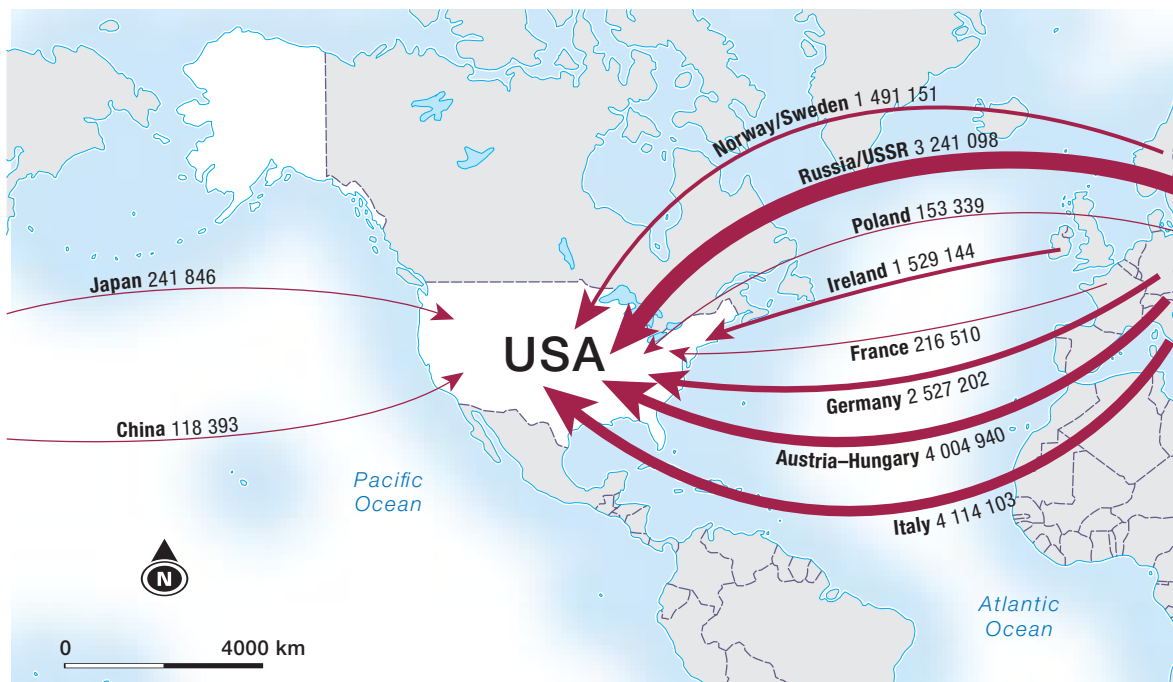 Norway/Sweden 1 491 151
Russia/USSR 3 241 098
Poland 153 339
Ireland 1 529 144
Japan 241 846
USA
France 216 510
Germany 2 527 202
China 118 393
Austria–Hungary 4 004 940
Pacific
Ocean
Italy 4 114 103
N
Atlantic
Ocean
0 4000 km